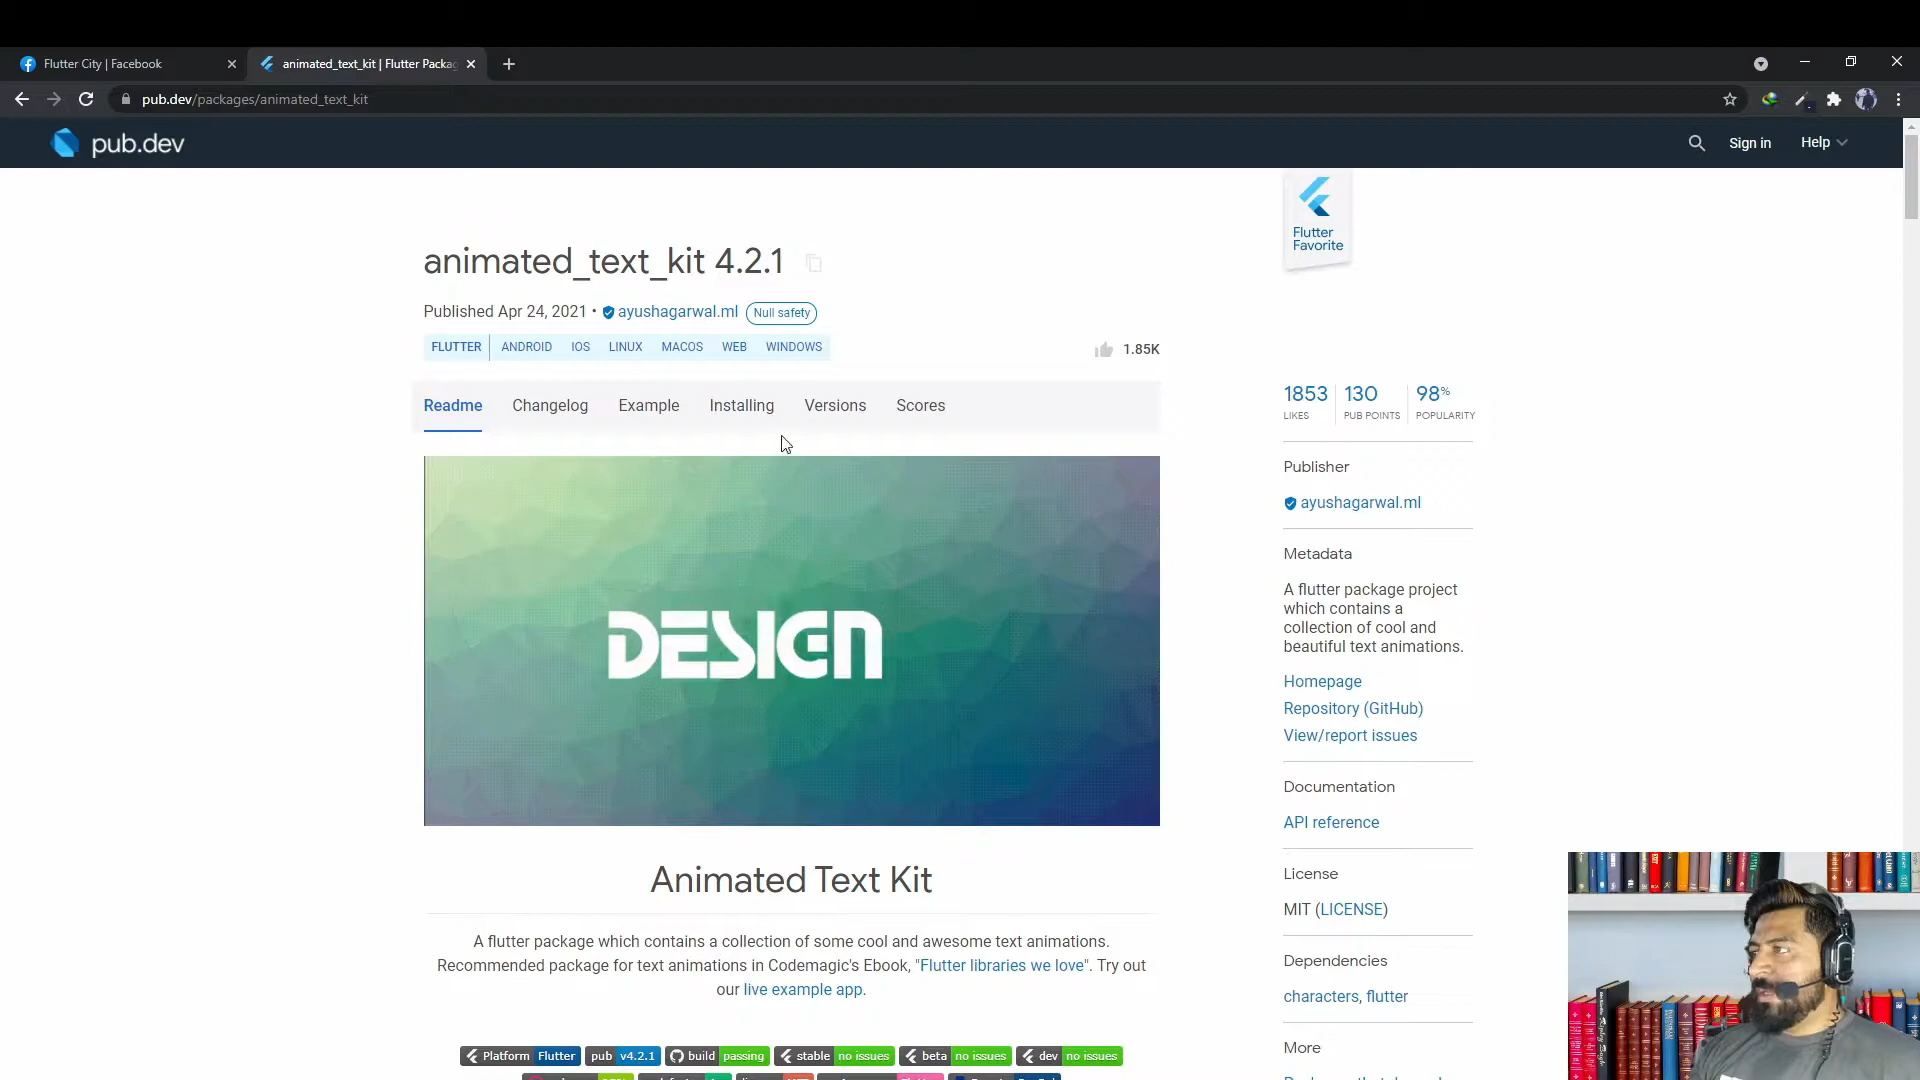 Flutter City | Facebook
animated_text_kit | Flutter Packag
pub.dev/packages/animated_text_kit
pub.dev
Sign in
Help
Flutter
Favorite
animated_text_kit 4.2.1
Published Apr 24, 2021 • ayushagarwal.ml Null safety
FLUTTER ANDROID IOS LINUX MACOS WEB WINDOWS
1.85K
Readme Changelog Example Installing Versions Scores
DESIGN
Animated Text Kit
A flutter package which contains a collection of some cool and awesome text animations.
Recommended package for text animations in Codemagic's Ebook, "Flutter libraries we love". Try out
our live example app.
Platform Flutter pub v4.2.1 build passing stable no issues beta no issues dev no issues
1853 130 98%
LIKES PUB POINTS POPULARITY
Publisher
ayushagarwal.ml
Metadata
A flutter package project
which contains a
collection of cool and
beautiful text animations.
Homepage
Repository (GitHub)
View/report issues
Documentation
API reference
License
MIT (LICENSE)
Dependencies
characters, flutter
More